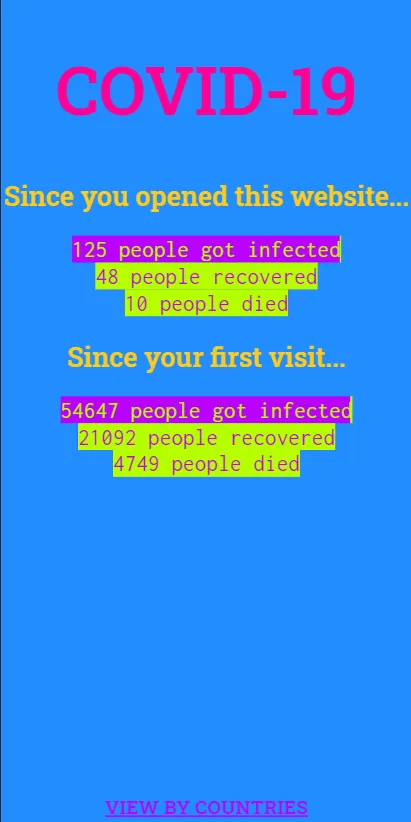 COVID-19
Since you opened this website...
125 people got infected
48 people recovered
10 people died
Since your first visit...
54647 people got infected
21092 people recovered
4749 people died
VIEW BY COUNTRIES